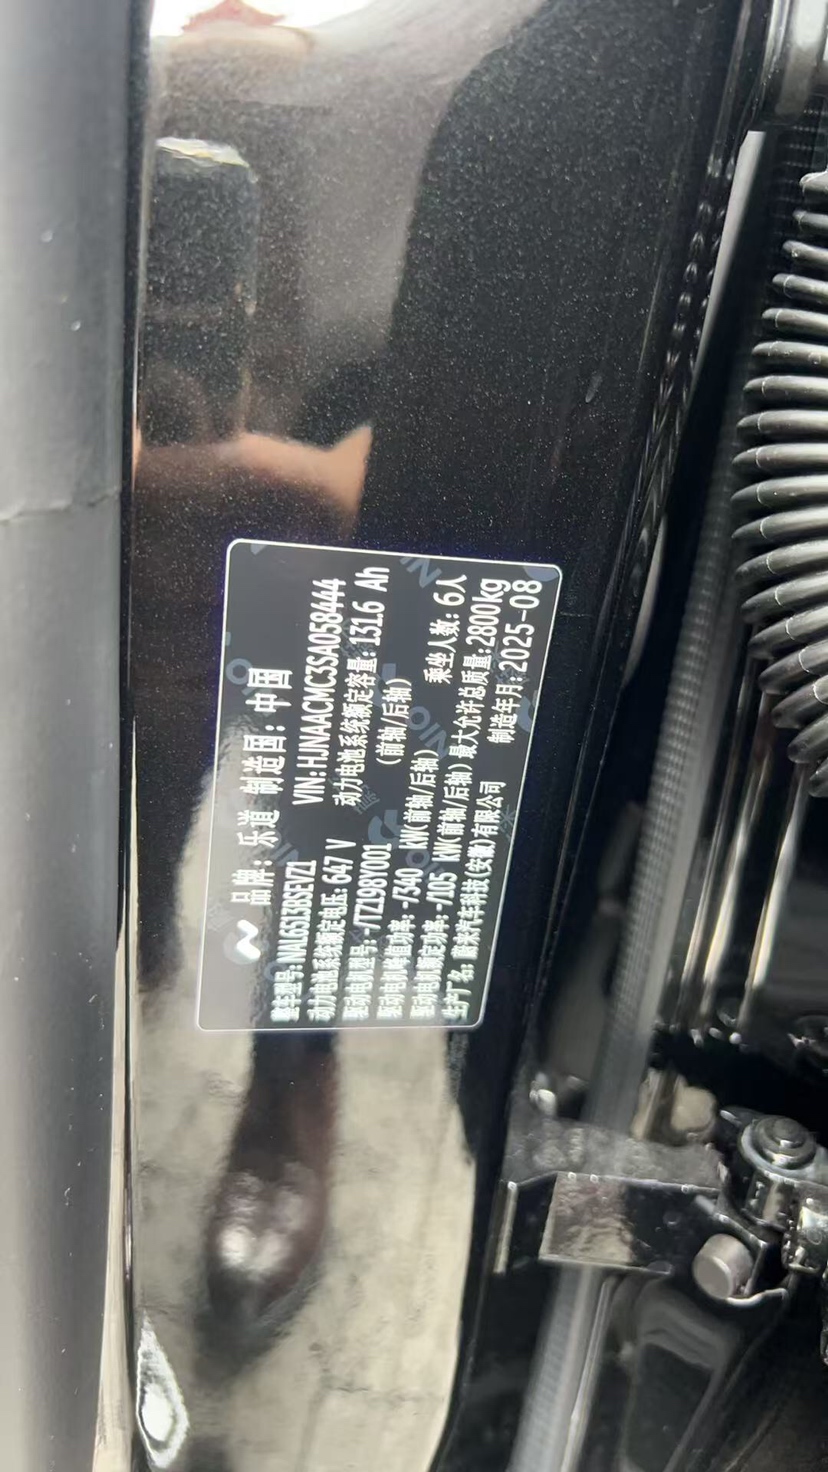 品牌: 乐道 制造国: 中国
整车型号: NAL6513BSEVZ1 VIN: HJNAACMC3SA058444
动力电池系统额定电压: 647 V 动力电池系统额定容量: 131.6 Ah
驱动电机型号: -/TZ198Y001 (前轴/后轴)
驱动电机峰值功率: -/340 kW(前轴/后轴) 乘坐人数: 6人
驱动电机额定功率: -/105 kW(前轴/后轴) 最大允许总质量: 2800kg
生产厂名: 蔚来汽车科技(安徽)有限公司 制造年月: 2025-08